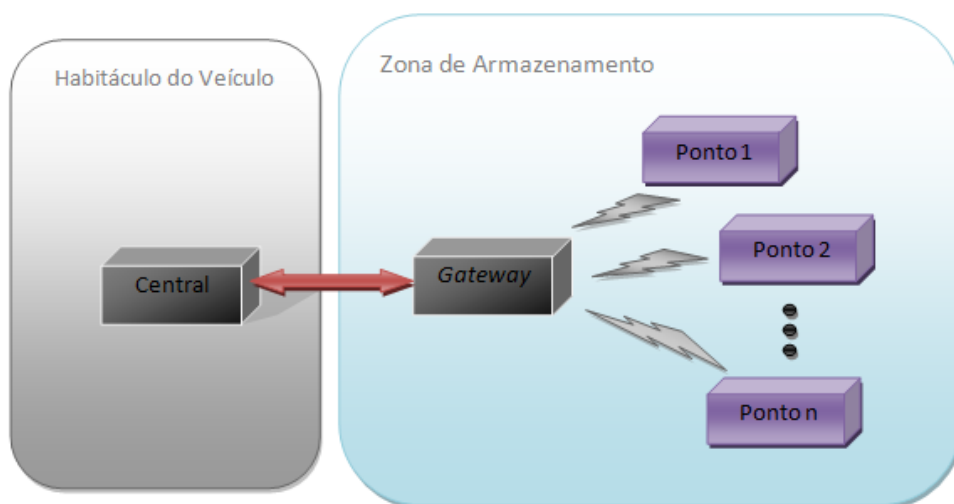 Habitáculo do Veículo
Zona de Armazenamento
Ponto 1
Ponto 2
Central
Gateway
Ponto n